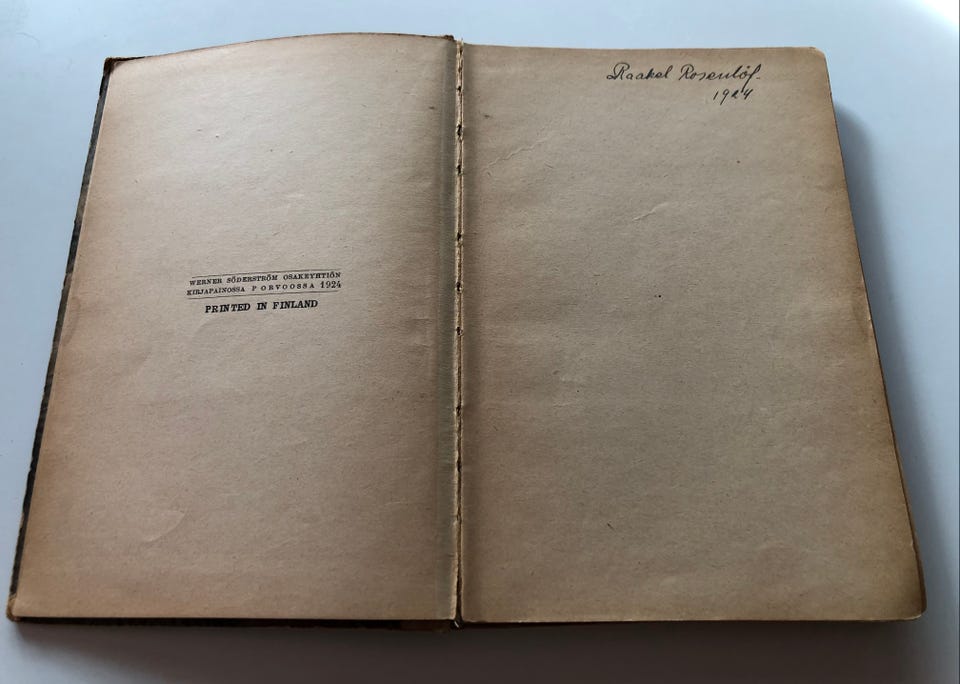 WERNER SÖDERSTRÖM OSAKEYHTIÖN
KIRJAPAINOSSA PORVOOSSA 1924
PRINTED IN FINLAND
Raakel Rosenlöf.
1924